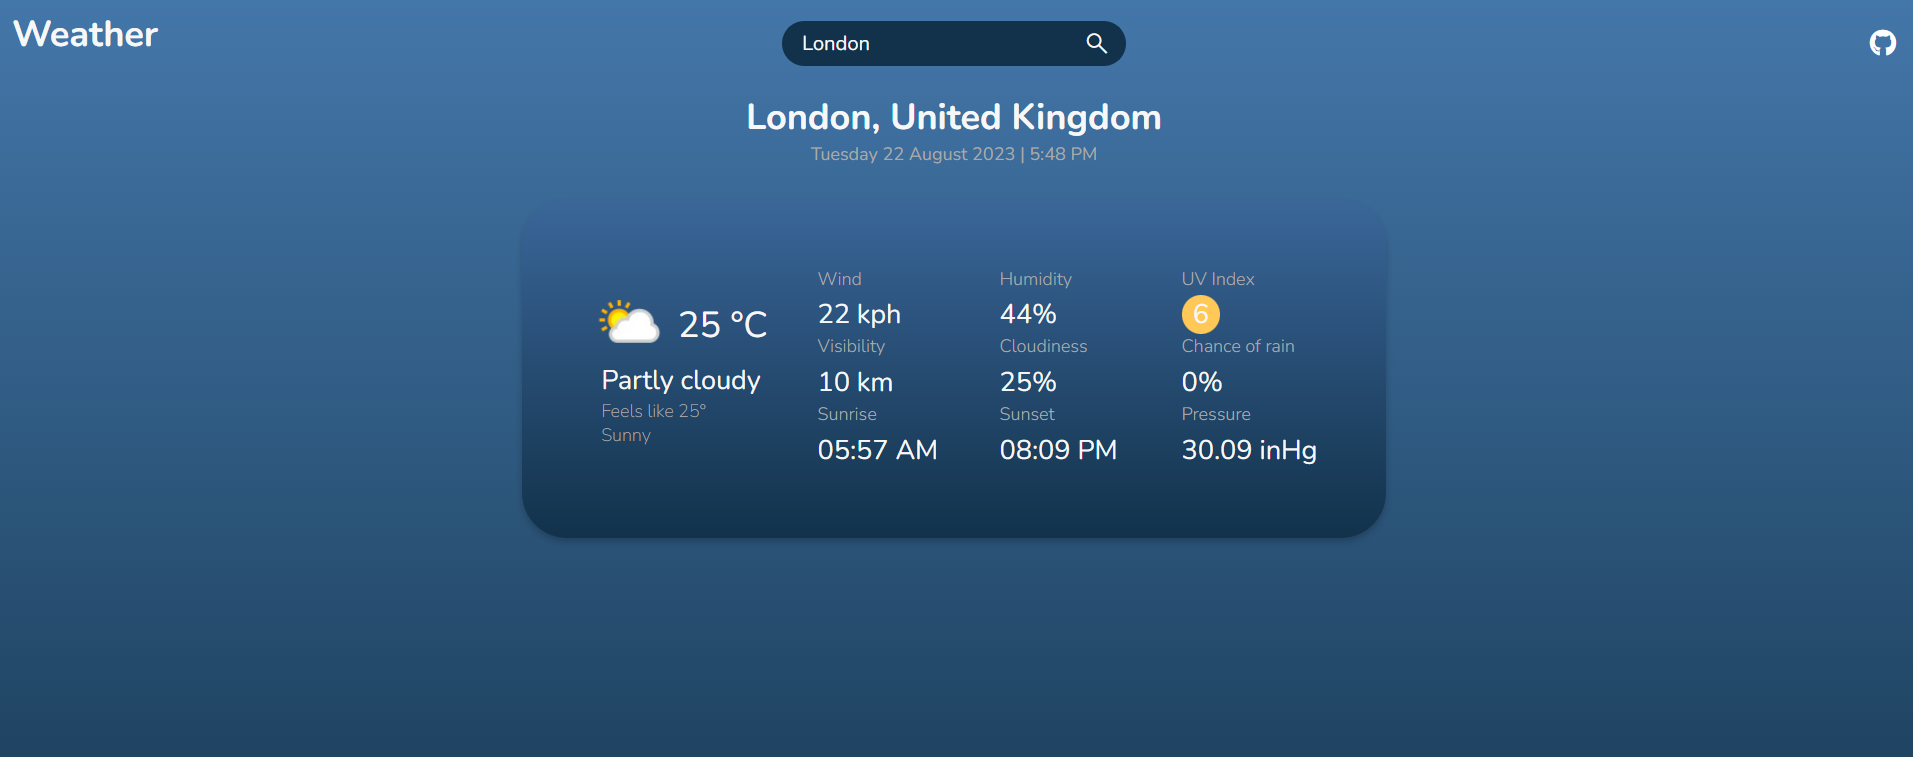 Weather
London
London, United Kingdom
Tuesday 22 August 2023 | 5:48 PM
25 °C
Partly cloudy
Feels like 25°
Sunny
Wind
22 kph
Humidity
44%
UV Index
6
Visibility
10 km
Cloudiness
25%
Chance of rain
0%
Sunrise
05:57 AM
Sunset
08:09 PM
Pressure
30.09 inHg